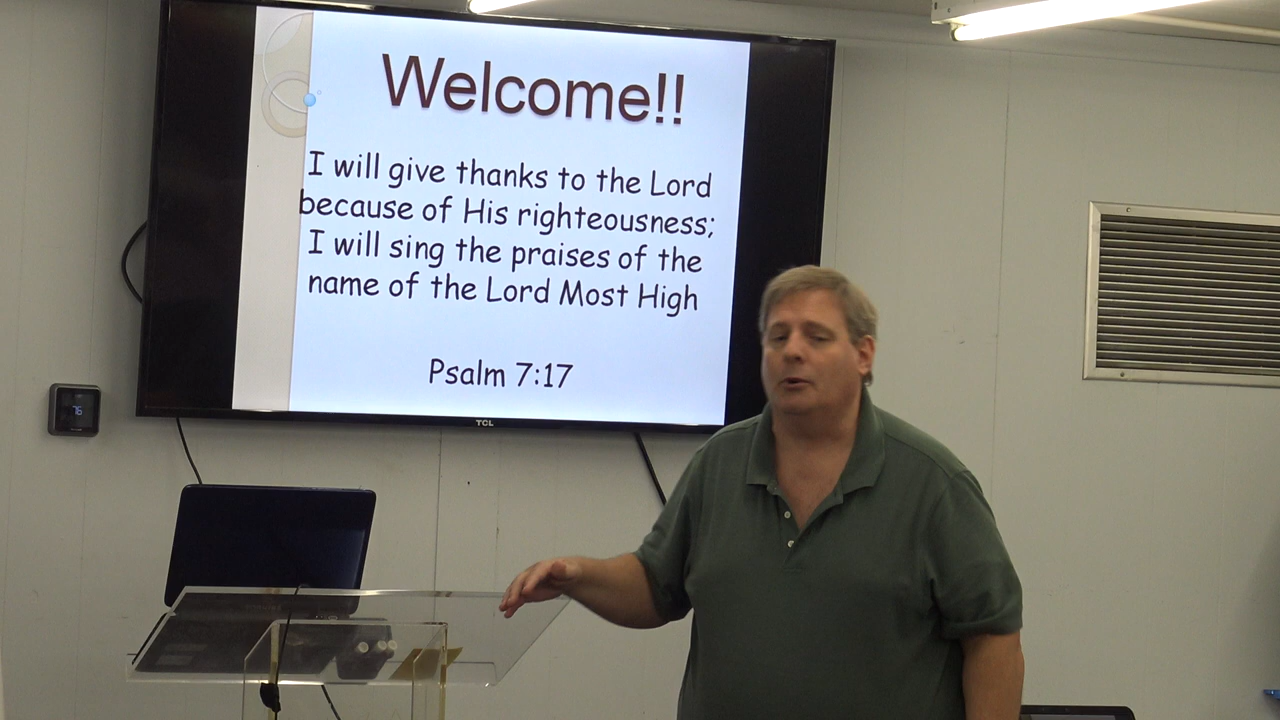 Welcome!!
I will give thanks to the Lord
because of His righteousness;
I will sing the praises of the
name of the Lord Most High
Psalm 7:17
TCL
76